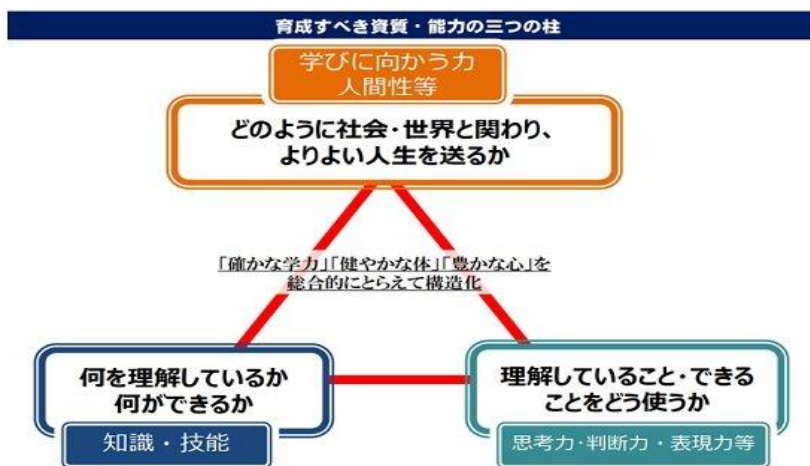 育成すべき資質・能力の三つの柱
学びに向かう力
人間性等
どのように社会・世界と関わり、
よりよい人生を送るか
「確かな学力」「健やかな体」「豊かな心」を
総合的にとらえて構造化
何を理解しているか
何ができるか
知識・技能
理解していること・できる
ことをどう使うか
思考力・判断力・表現力等